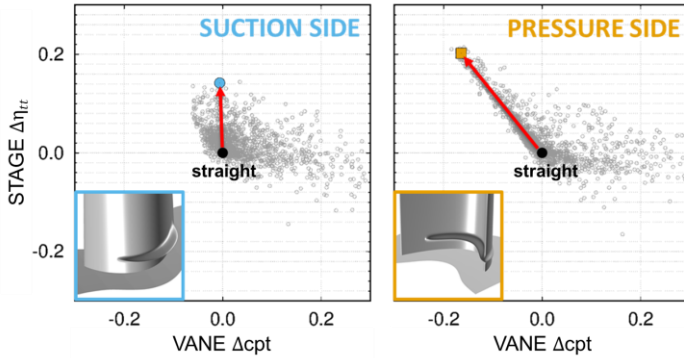 SUCTION SIDE
PRESSURE SIDE
STAGE Δηtt
0.2
0.0
-0.2
straight
straight
-0.2
0.0
0.2
-0.2
0.0
0.2
VANE Δcpt
VANE Δcpt